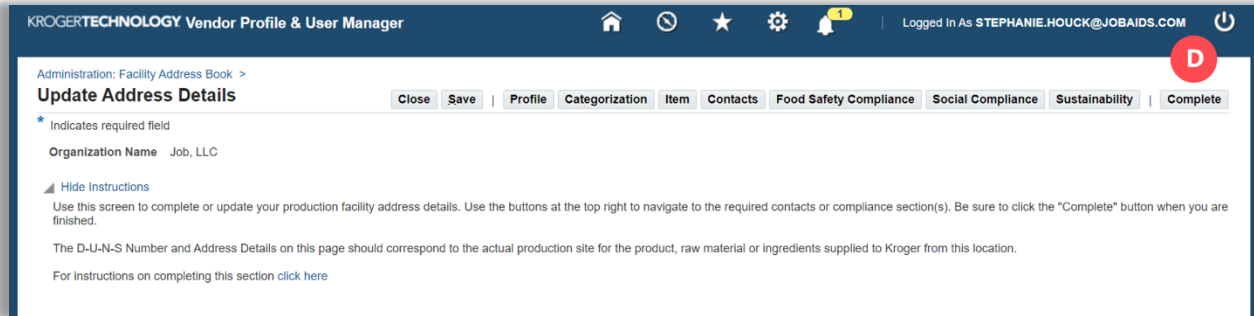 KROGERTECHNOLOGY Vendor Profile & User Manager 1 | Logged In As STEPHANIE.HOUCK@JOBAIDS.COM
D
Administration: Facility Address Book >
Update Address Details Close Save | Profile Categorization Item Contacts Food Safety Compliance Social Compliance Sustainability | Complete
* Indicates required field
Organization Name Job, LLC
Hide Instructions
Use this screen to complete or update your production facility address details. Use the buttons at the top right to navigate to the required contacts or compliance section(s). Be sure to click the "Complete" button when you are
finished.
The D-U-N-S Number and Address Details on this page should correspond to the actual production site for the product, raw material or ingredients supplied to Kroger from this location.
For instructions on completing this section click here